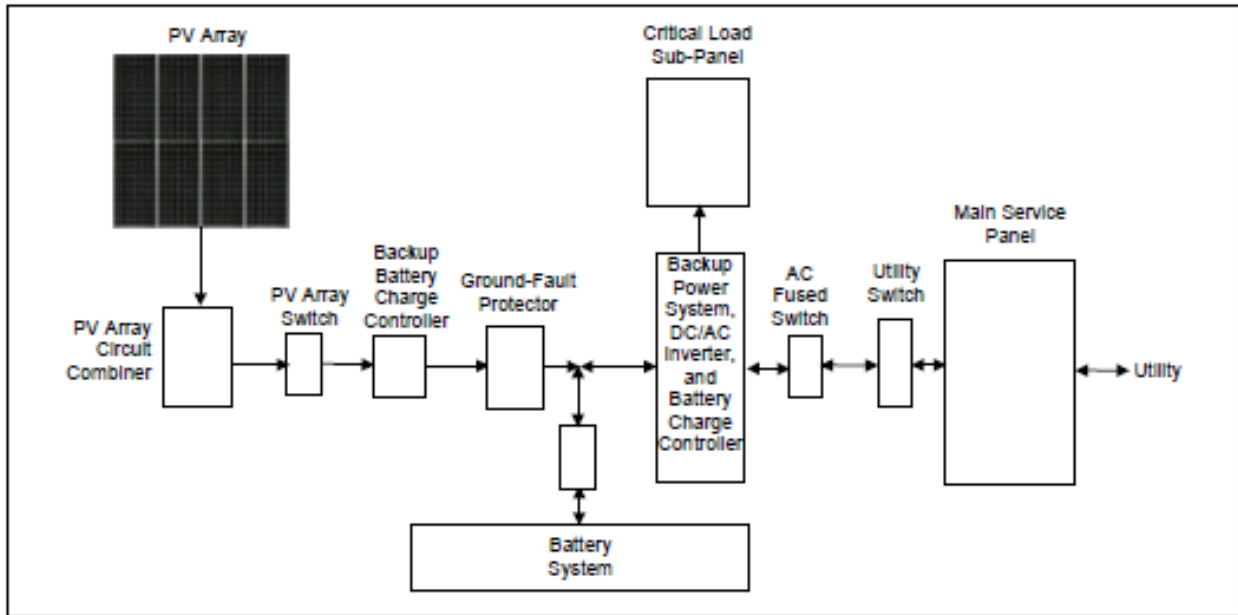 PV Array
Critical Load
Sub-Panel
Main Service
Panel
Backup
Battery
Charge
Controller
Ground-Fault
Protector
PV Array
Switch
PV Array
Circuit
Combiner
Backup
Power
System,
DC/AC
Inverter,
and
Battery
Charge
Controller
AC
Fused
Switch
Utility
Switch
Utility
Battery
System